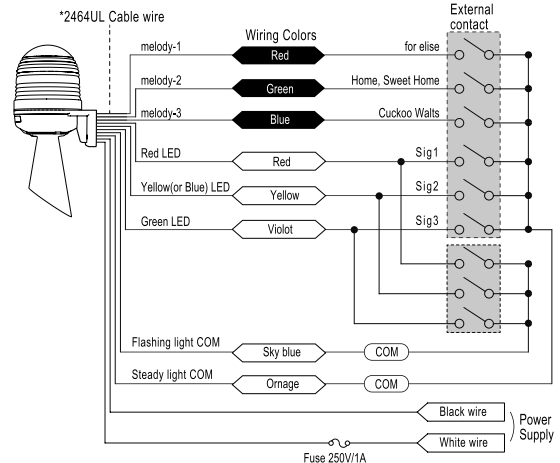 *2464UL Cable wire
Wiring Colors
External
contact
melody-1
Red
for elise
melody-2
Green
Home, Sweet Home
melody-3
Blue
Cuckoo Walts
Red LED
Red
Sig1
Yellow(or Blue) LED
Yellow
Sig2
Green LED
Violot
Sig3
Flashing light COM
Sky blue
COM
Steady light COM
Ornage
COM
Black wire
Power
Supply
White wire
Fuse 250V/1A